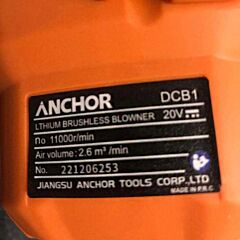 ANCHOR DCB1
LTHIUM BRUSHLESS BLOWNER 20V
no 11000r/min
Air volume: 2.6 m³/min
No. 221206253
JIANGSU ANCHOR TOOLS CORP.,LTD
MADE IN P.R.C